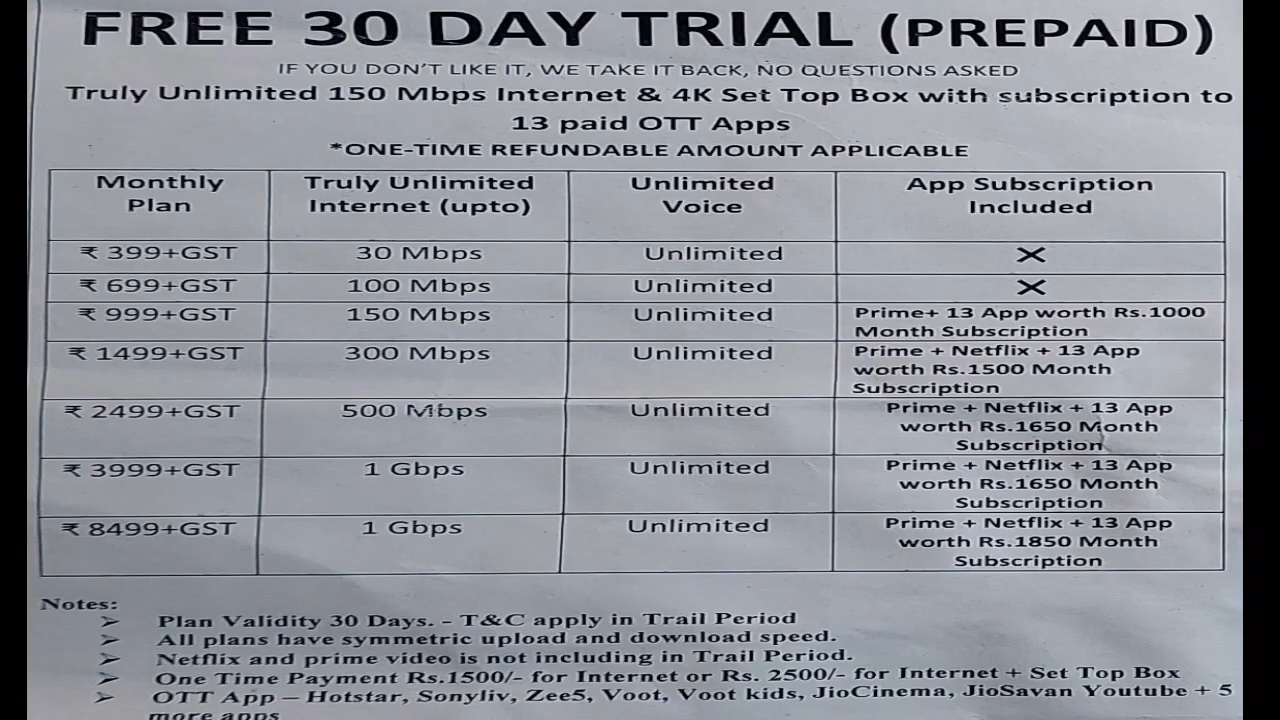 FREE 30 DAY TRIAL (PREPAID)
IF YOU DON'T LIKE IT, WE TAKE IT BACK, NO QUESTIONS ASKED
Truly Unlimited 150 Mbps Internet & 4K Set Top Box with subscription to
13 paid OTT Apps
*ONE-TIME REFUNDABLE AMOUNT APPLICABLE
Monthly Plan | Truly Unlimited Internet (upto) | Unlimited Voice | App Subscription Included
₹ 399+GST | 30 Mbps | Unlimited | ✕
₹ 699+GST | 100 Mbps | Unlimited | ✕
₹ 999+GST | 150 Mbps | Unlimited | Prime+ 13 App worth Rs.1000 Month Subscription
₹ 1499+GST | 300 Mbps | Unlimited | Prime + Netflix + 13 App worth Rs.1500 Month Subscription
₹ 2499+GST | 500 Mbps | Unlimited | Prime + Netflix + 13 App worth Rs.1650 Month Subscription
₹ 3999+GST | 1 Gbps | Unlimited | Prime + Netflix + 13 App worth Rs.1650 Month Subscription
₹ 8499+GST | 1 Gbps | Unlimited | Prime + Netflix + 13 App worth Rs.1850 Month Subscription
Notes:
➢ Plan Validity 30 Days. - T&C apply in Trail Period
➢ All plans have symmetric upload and download speed.
➢ Netflix and prime video is not including in Trail Period.
➢ One Time Payment Rs.1500/- for Internet or Rs. 2500/- for Internet + Set Top Box
➢ OTT App – Hotstar, Sonyliv, Zee5, Voot, Voot kids, JioCinema, JioSavan Youtube + 5
more apps